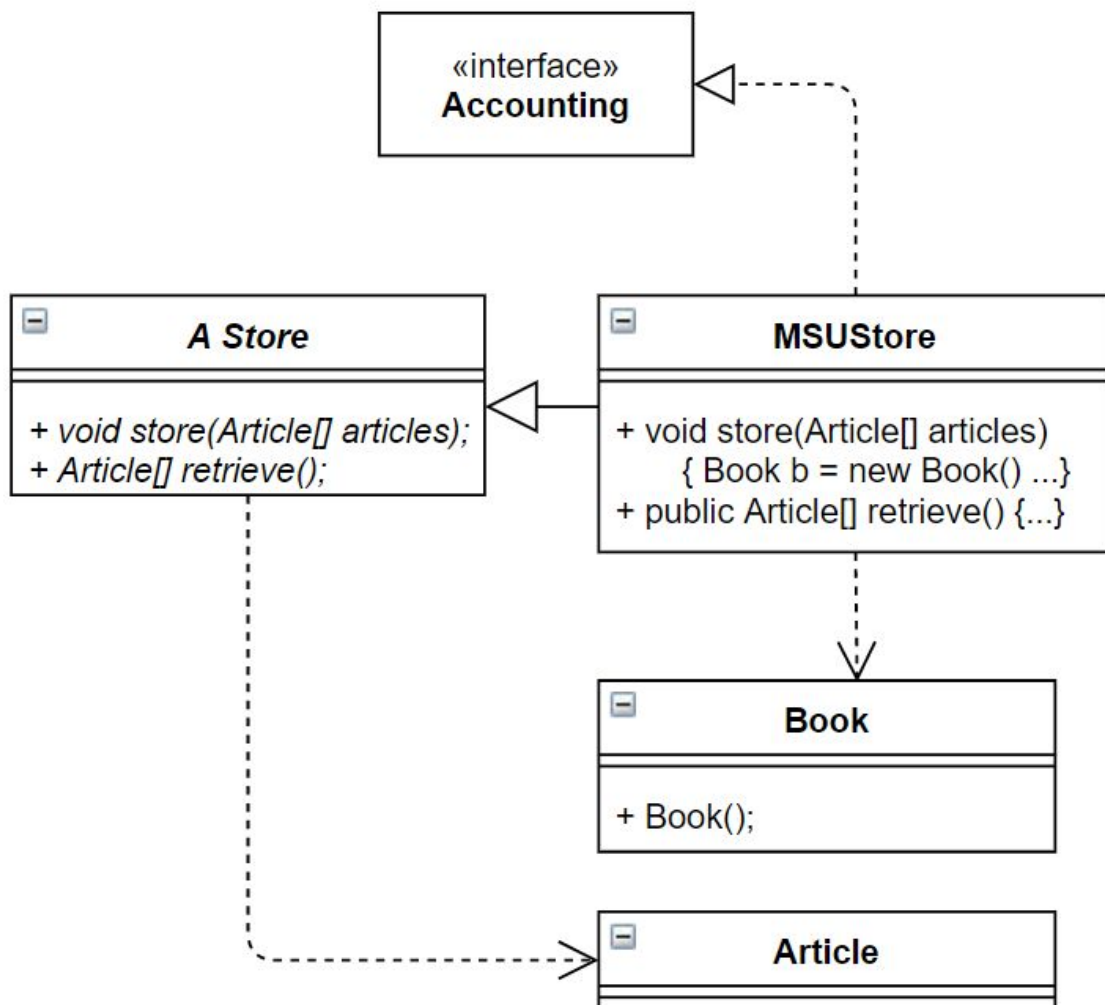 «interface»
Accounting
A Store
+ void store(Article[] articles);
+ Article[] retrieve();
MSUStore
+ void store(Article[] articles)
{ Book b = new Book() ...}
+ public Article[] retrieve() {...}
Book
+ Book();
Article